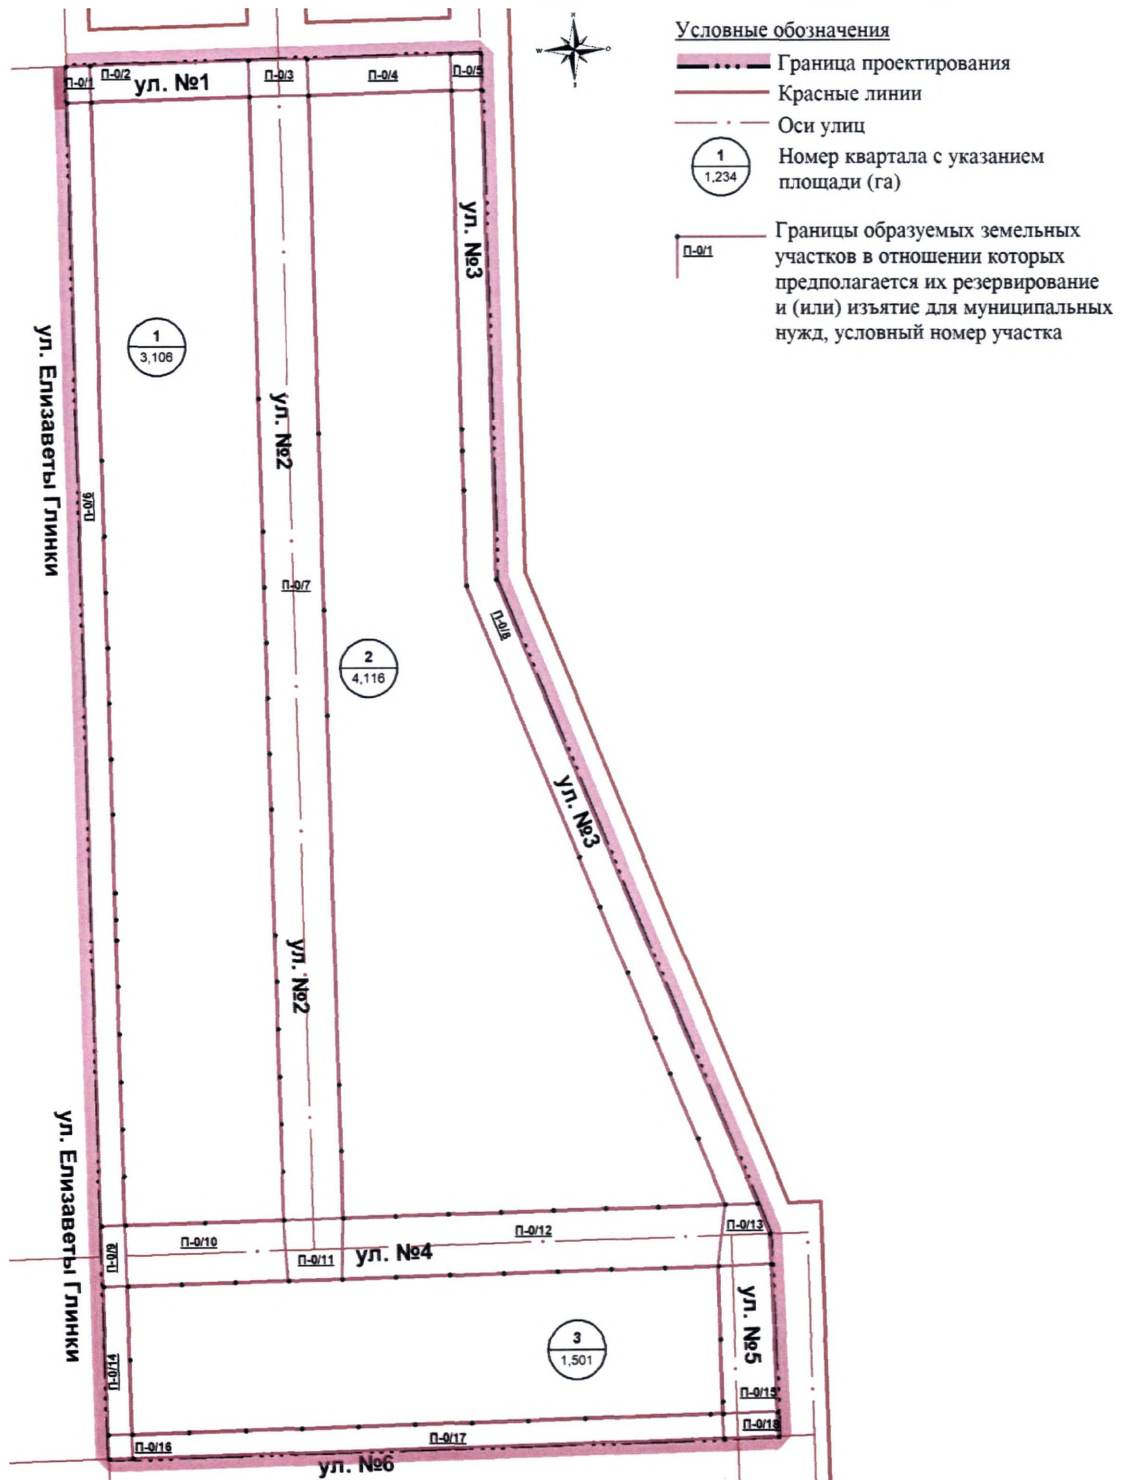 Условные обозначения
Граница проектирования
Красные линии
Оси улиц
1
1,234
Номер квартала с указанием
площади (га)
П-0/1
Границы образуемых земельных
участков в отношении которых
предполагается их резервирование
и (или) изъятие для муниципальных
нужд, условный номер участка
П-0/1
П-0/2
ул. №1
П-0/3
П-0/4
П-0/5
ул. №3
ул. Елизаветы Глинки
1
3,106
ул. №2
П-0/6
П-0/7
П-0/8
2
4,116
ул. №3
ул. №2
ул. Елизаветы Глинки
П-0/9
П-0/10
П-0/11
ул. №4
П-0/12
П-0/13
ул. №5
3
1,501
П-0/14
П-0/15
П-0/16
П-0/17
П-0/18
ул. №6